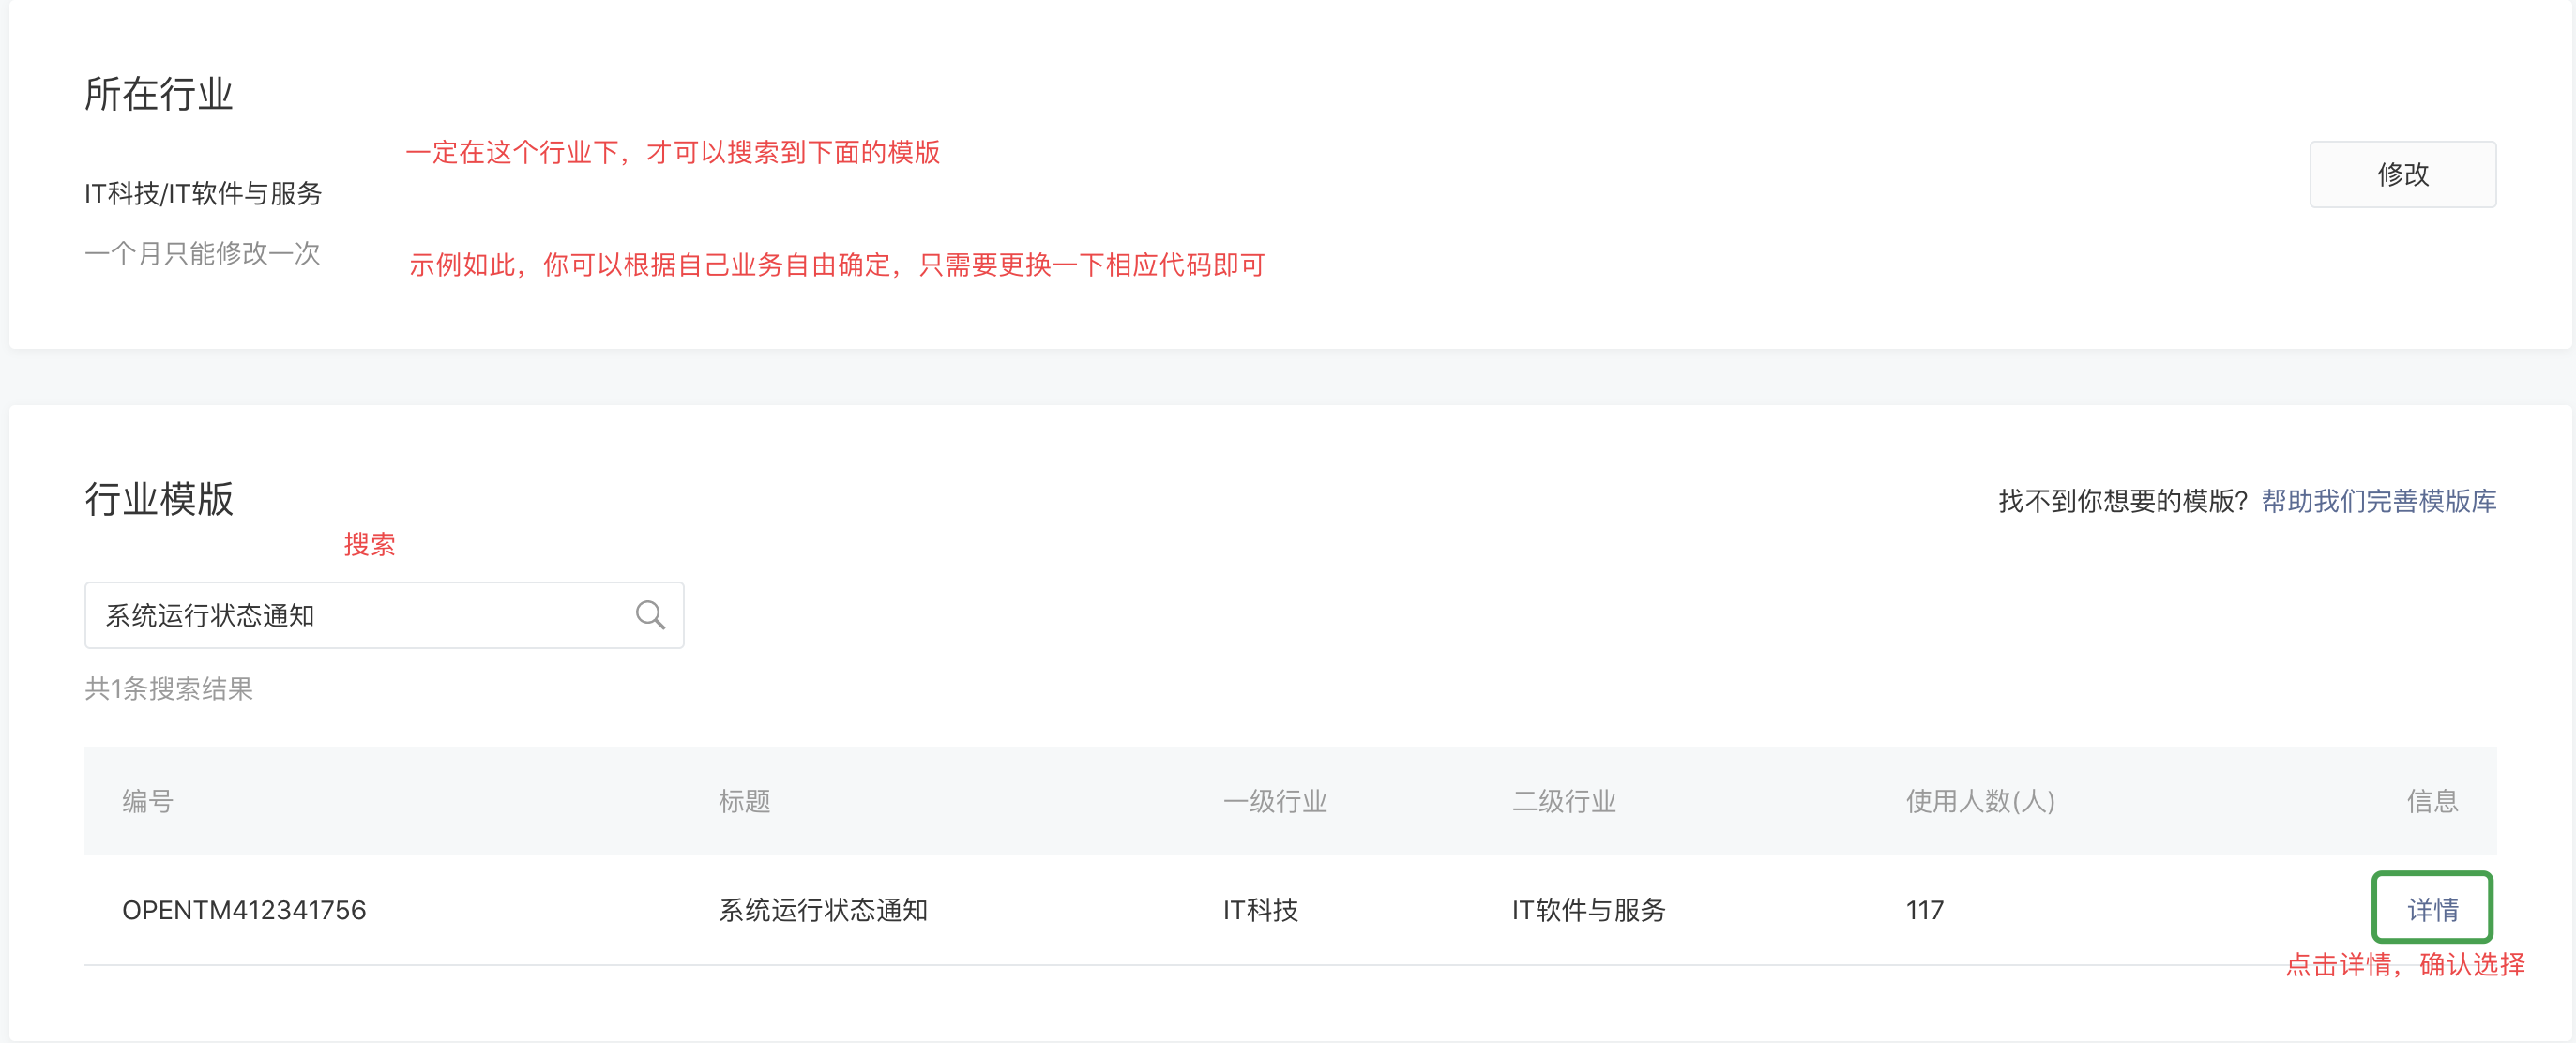 所在行业
一定在这个行业下，才可以搜索到下面的模版
修改
IT科技/IT软件与服务
一个月只能修改一次
示例如此，你可以根据自己业务自由确定，只需要更换一下相应代码即可
行业模版
找不到你想要的模版？帮助我们完善模版库
搜索
系统运行状态通知
共1条搜索结果
编号 标题 一级行业 二级行业 使用人数(人) 信息
OPENTM412341756 系统运行状态通知 IT科技 IT软件与服务 117 详情
点击详情，确认选择